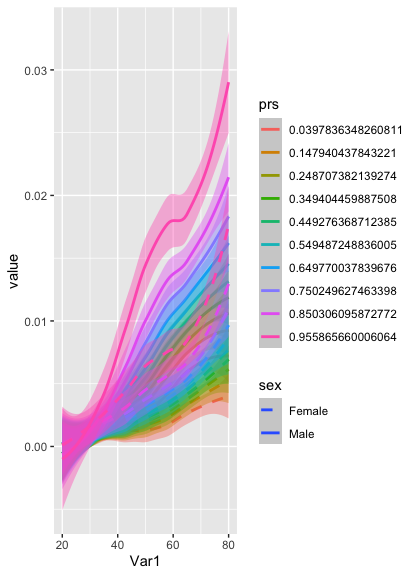 0.03
0.02
0.01
0.00
value
20 40 60 80
Var1
prs
0.0397836348260811
0.147940437843221
0.248707382139274
0.349404459887508
0.449276368712385
0.549487248836005
0.649770037839676
0.750249627463398
0.850306095872772
0.955865660006064
sex
Female
Male